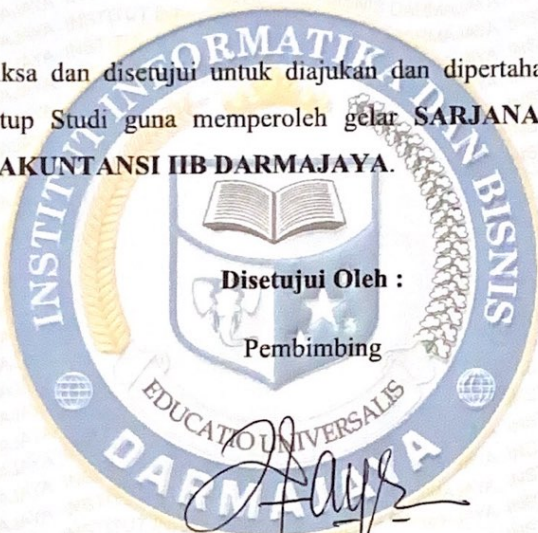 ksa dan disetujui untuk diajukan dan dipertaha
tup Studi guna memperoleh gelar SARJANA
AKUNTANSI IIB DARMAJAYA.
INSTITUT INFORMATIKA DAN BISNIS
Disetujui Oleh :
Pembimbing
EDUCATIO UNIVERSALIS
DARMAJAYA